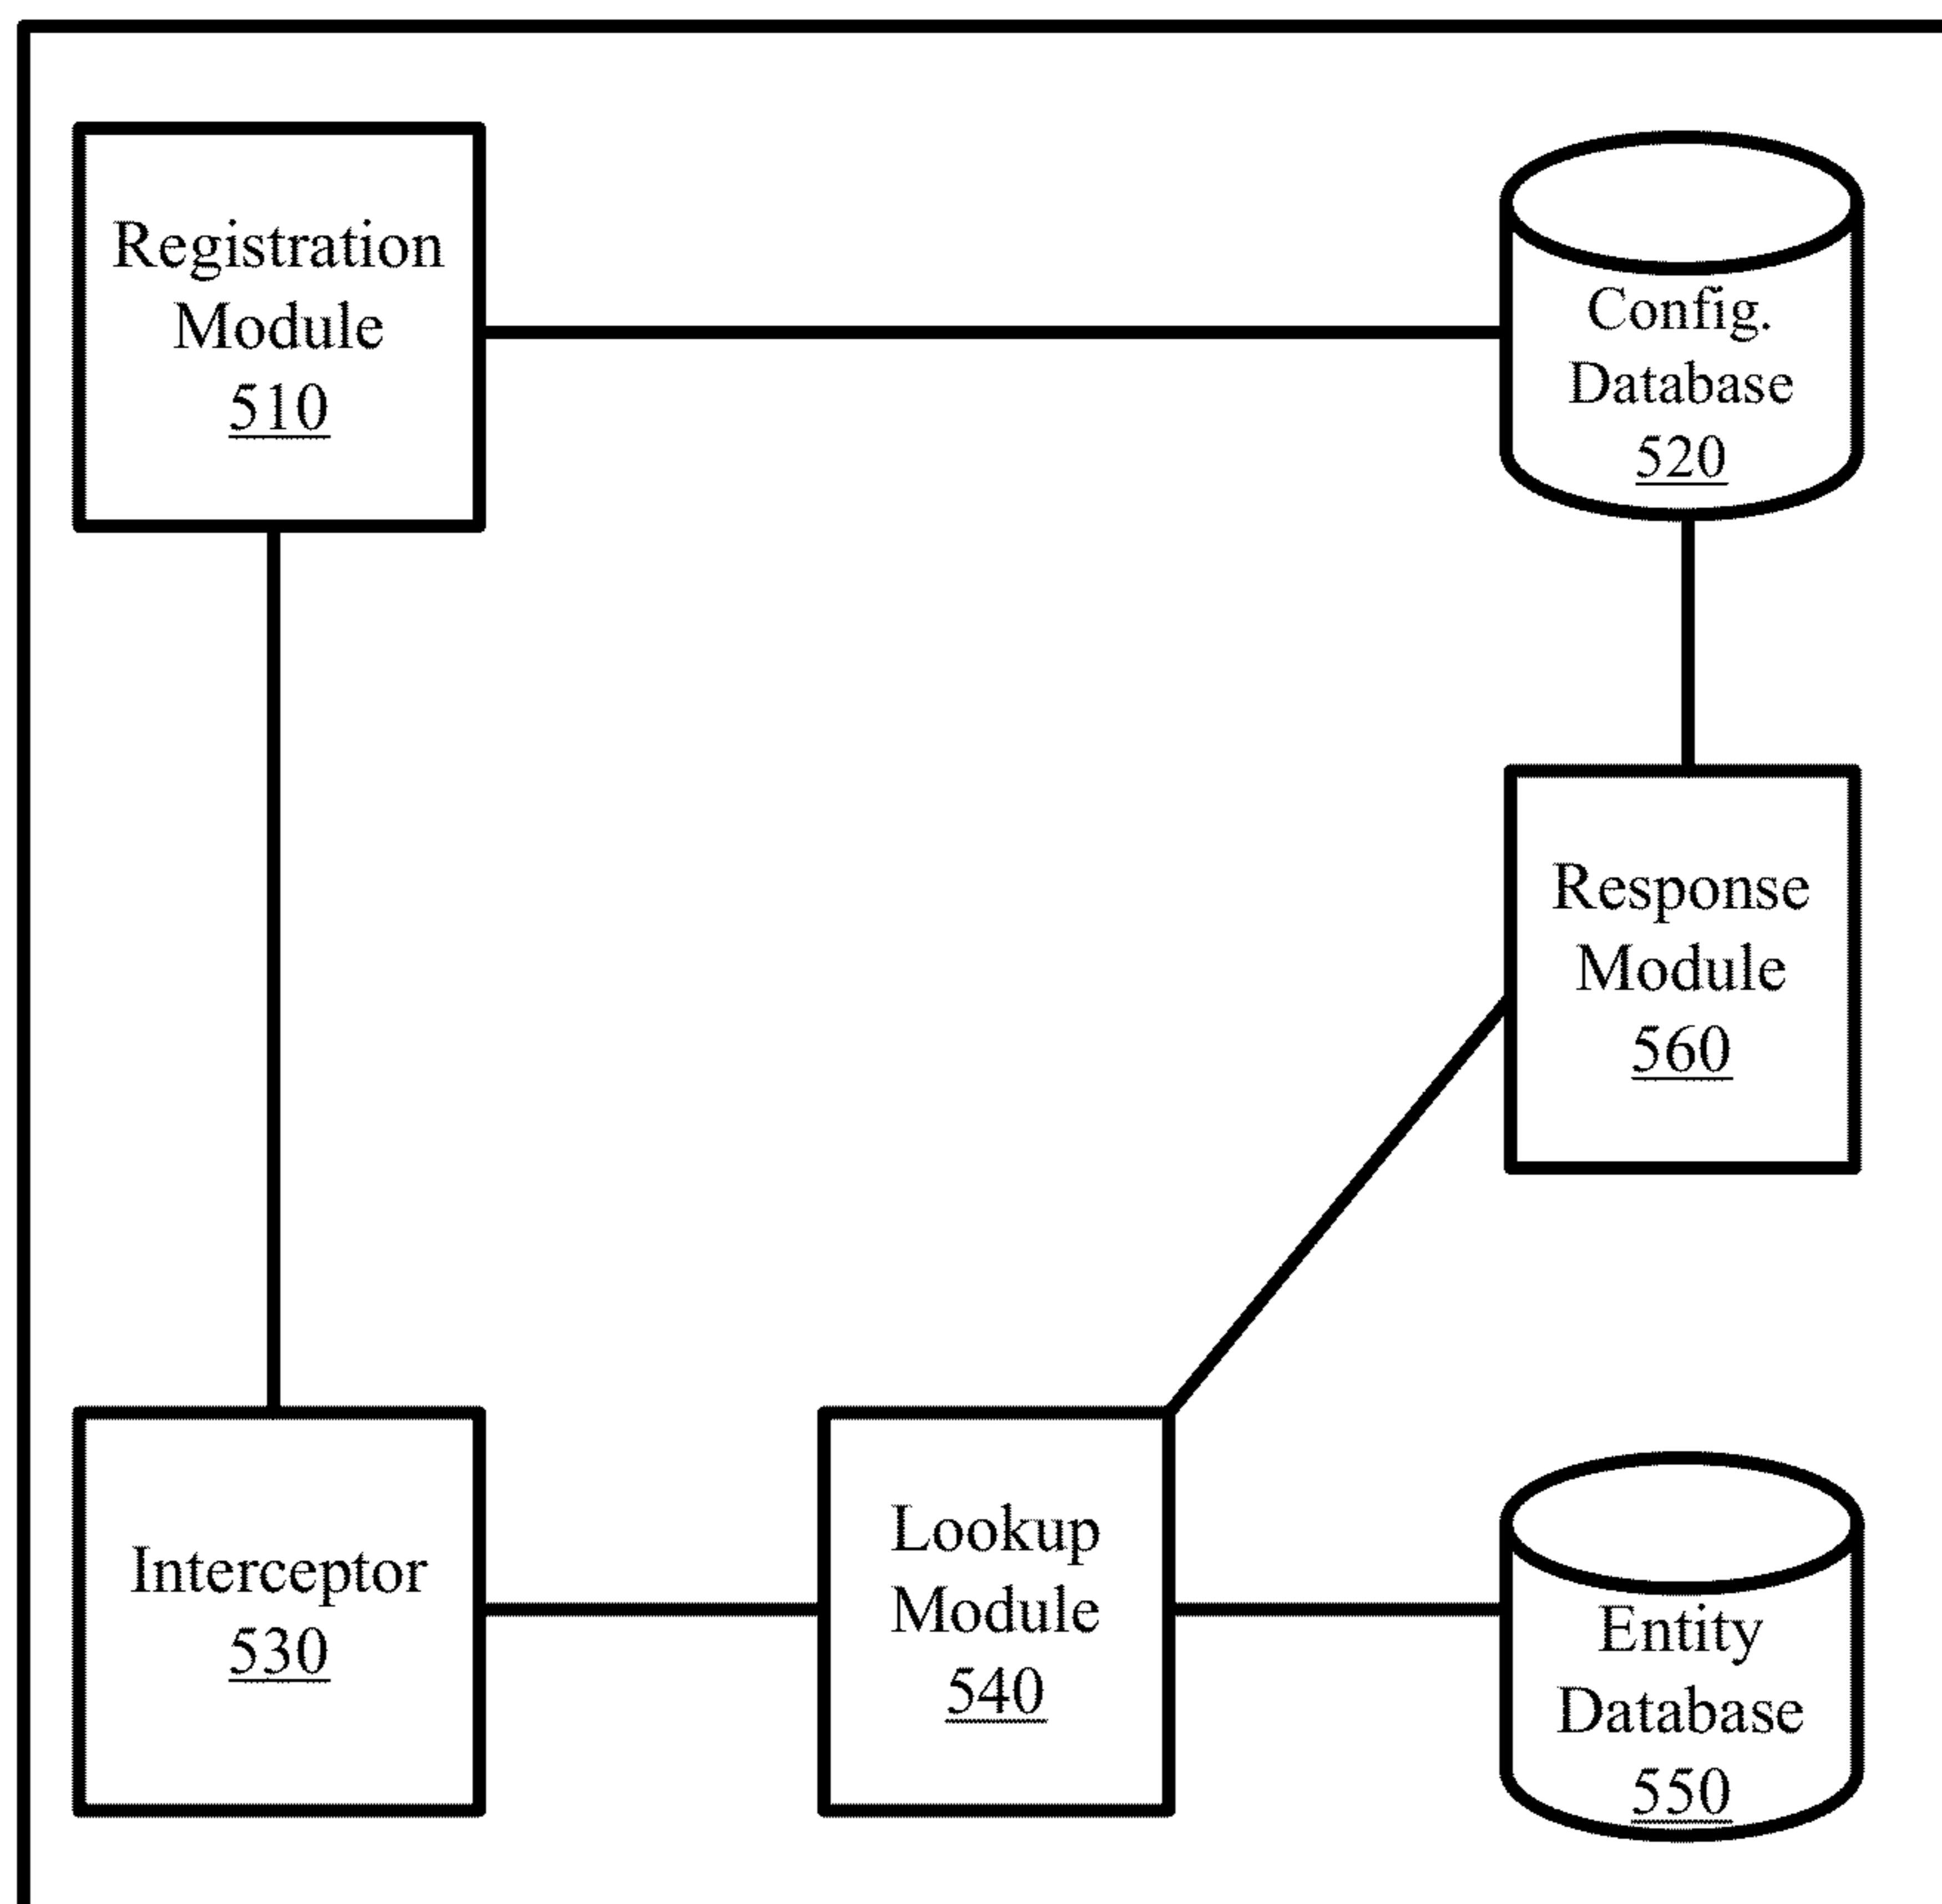 Registration
Module
510
Config.
Database
520
Response
Module
560
Interceptor
530
Lookup
Module
540
Entity
Database
550